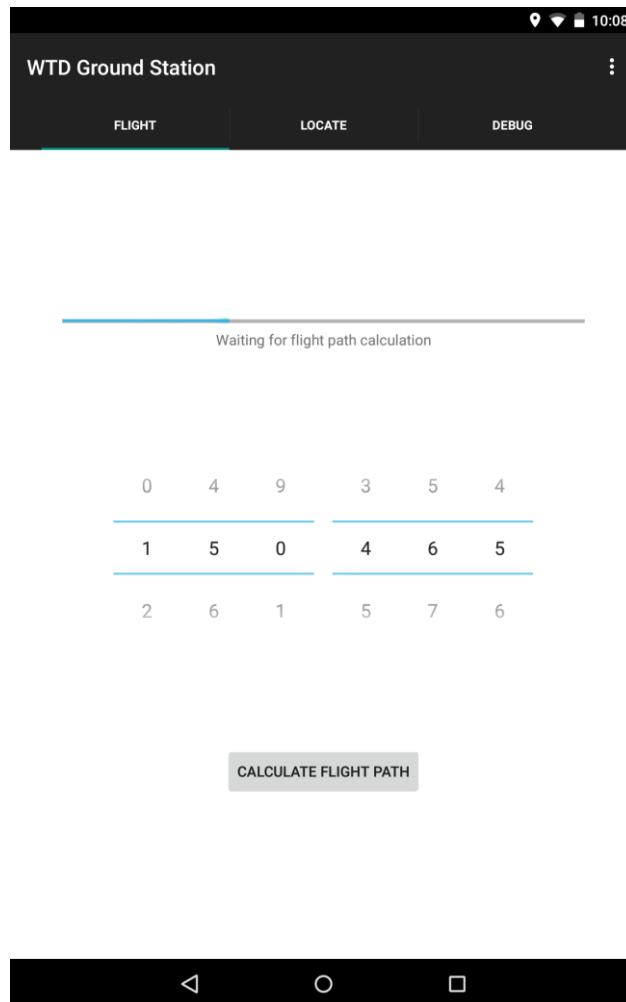 10:08
WTD Ground Station
FLIGHT LOCATE DEBUG
Waiting for flight path calculation
0 4 9 3 5 4
1 5 0 4 6 5
2 6 1 5 7 6
CALCULATE FLIGHT PATH